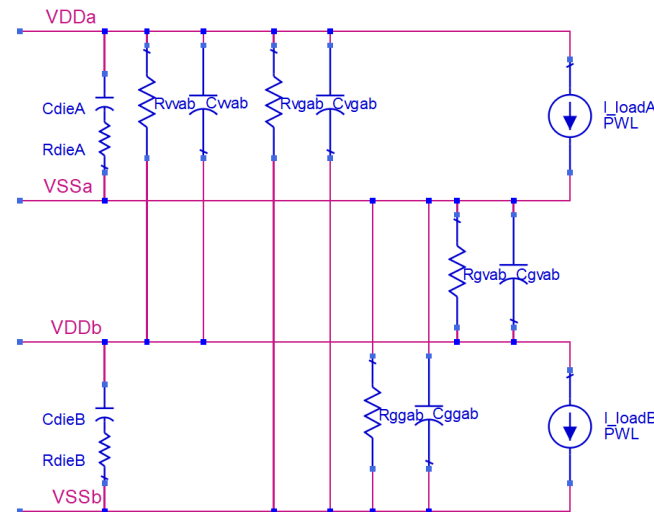 VDDa
CdieA
RdieA
Rvvab Cvvab
Rvgab Cvgab
I_loadA
PWL
VSSa
Rgvab Cgvab
VDDb
CdieB
RdieB
Rggab Cggab
I_loadB
PWL
VSSb